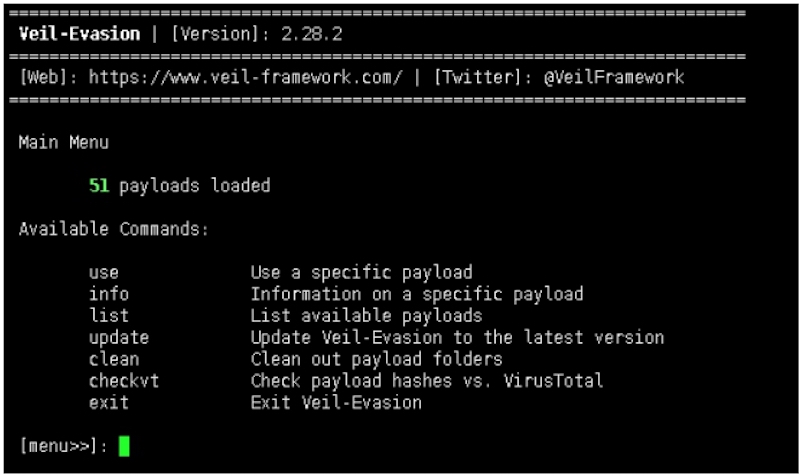 =========================================================================
Veil-Evasion | [Version]: 2.28.2
=========================================================================
[Web]: https://www.veil-framework.com/ | [Twitter]: @VeilFramework
=========================================================================
Main Menu
51 payloads loaded
Available Commands:
use Use a specific payload
info Information on a specific payload
list List available payloads
update Update Veil-Evasion to the latest version
clean Clean out payload folders
checkvt Check payload hashes vs. VirusTotal
exit Exit Veil-Evasion
[menu>>]: